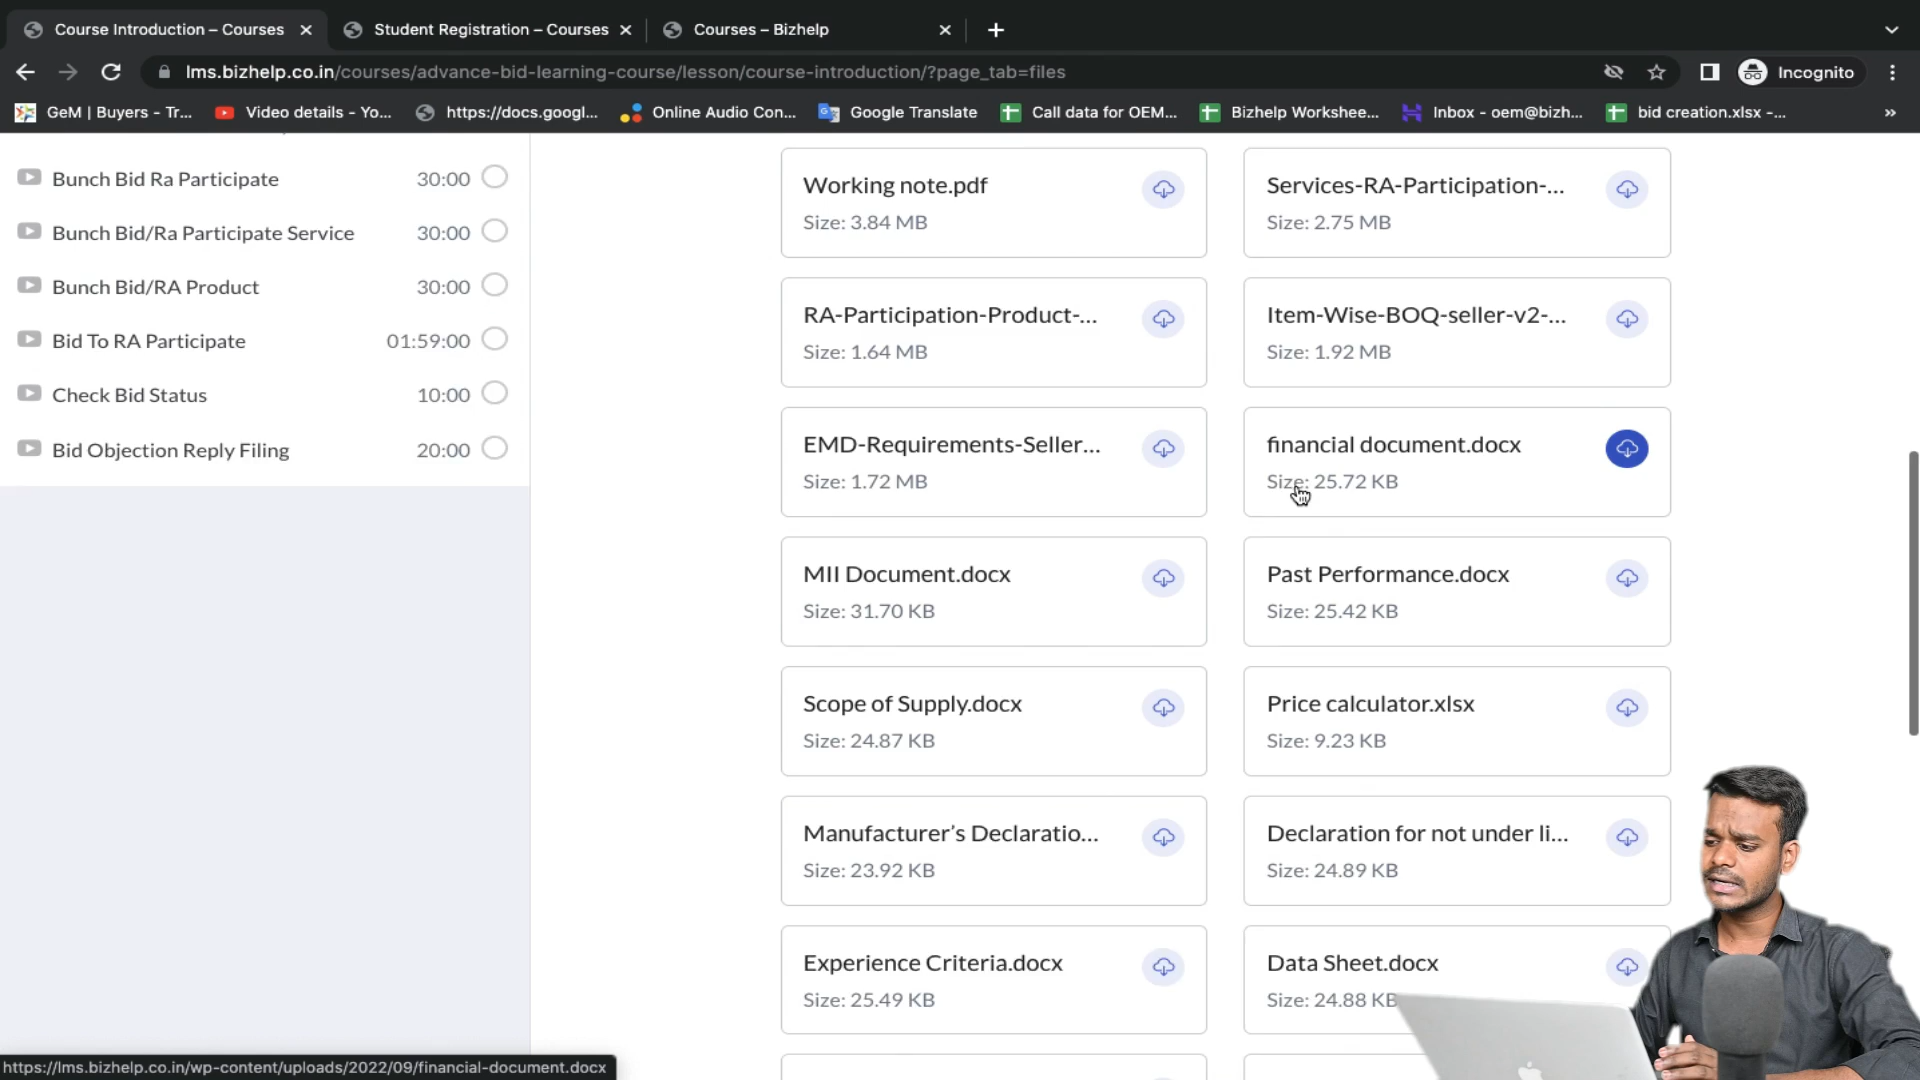 Course Introduction – Courses
Student Registration – Courses
Courses – Bizhelp
lms.bizhelp.co.in/courses/advance-bid-learning-course/lesson/course-introduction/?page_tab=files
Incognito
GeM | Buyers - Tr...
Video details - Yo...
https://docs.googl...
Online Audio Con...
Google Translate
Call data for OEM...
Bizhelp Workshee...
Inbox - oem@bizh...
bid creation.xlsx -...
»
Bunch Bid Ra Participate 30:00
Bunch Bid/Ra Participate Service 30:00
Bunch Bid/RA Product 30:00
Bid To RA Participate 01:59:00
Check Bid Status 10:00
Bid Objection Reply Filing 20:00
Working note.pdf
Size: 3.84 MB
Services-RA-Participation-...
Size: 2.75 MB
RA-Participation-Product-...
Size: 1.64 MB
Item-Wise-BOQ-seller-v2-...
Size: 1.92 MB
EMD-Requirements-Seller...
Size: 1.72 MB
financial document.docx
Size: 25.72 KB
MII Document.docx
Size: 31.70 KB
Past Performance.docx
Size: 25.42 KB
Scope of Supply.docx
Size: 24.87 KB
Price calculator.xlsx
Size: 9.23 KB
Manufacturer’s Declaratio...
Size: 23.92 KB
Declaration for not under li...
Size: 24.89 KB
Experience Criteria.docx
Size: 25.49 KB
Data Sheet.docx
Size: 24.88 KB
https://lms.bizhelp.co.in/wp-content/uploads/2022/09/financial-document.docx